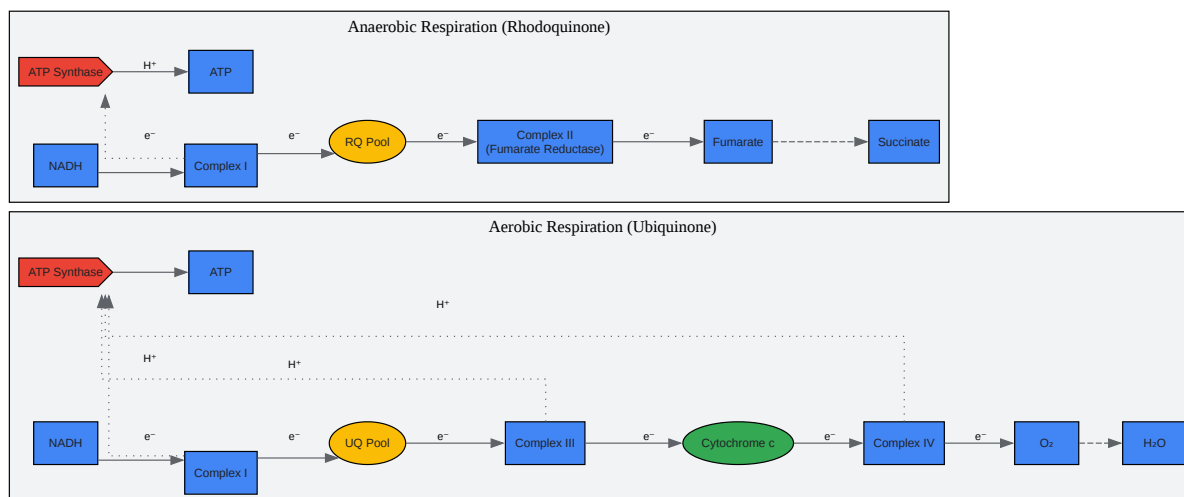 Anaerobic Respiration (Rhodoquinone)
ATP Synthase
H⁺
ATP
NADH
e⁻
Complex I
e⁻
RQ Pool
e⁻
Complex II
(Fumarate Reductase)
e⁻
Fumarate
Succinate
Aerobic Respiration (Ubiquinone)
ATP Synthase
ATP
H⁺
H⁺
H⁺
NADH
e⁻
Complex I
e⁻
UQ Pool
e⁻
Complex III
e⁻
Cytochrome c
e⁻
Complex IV
e⁻
O₂
H₂O